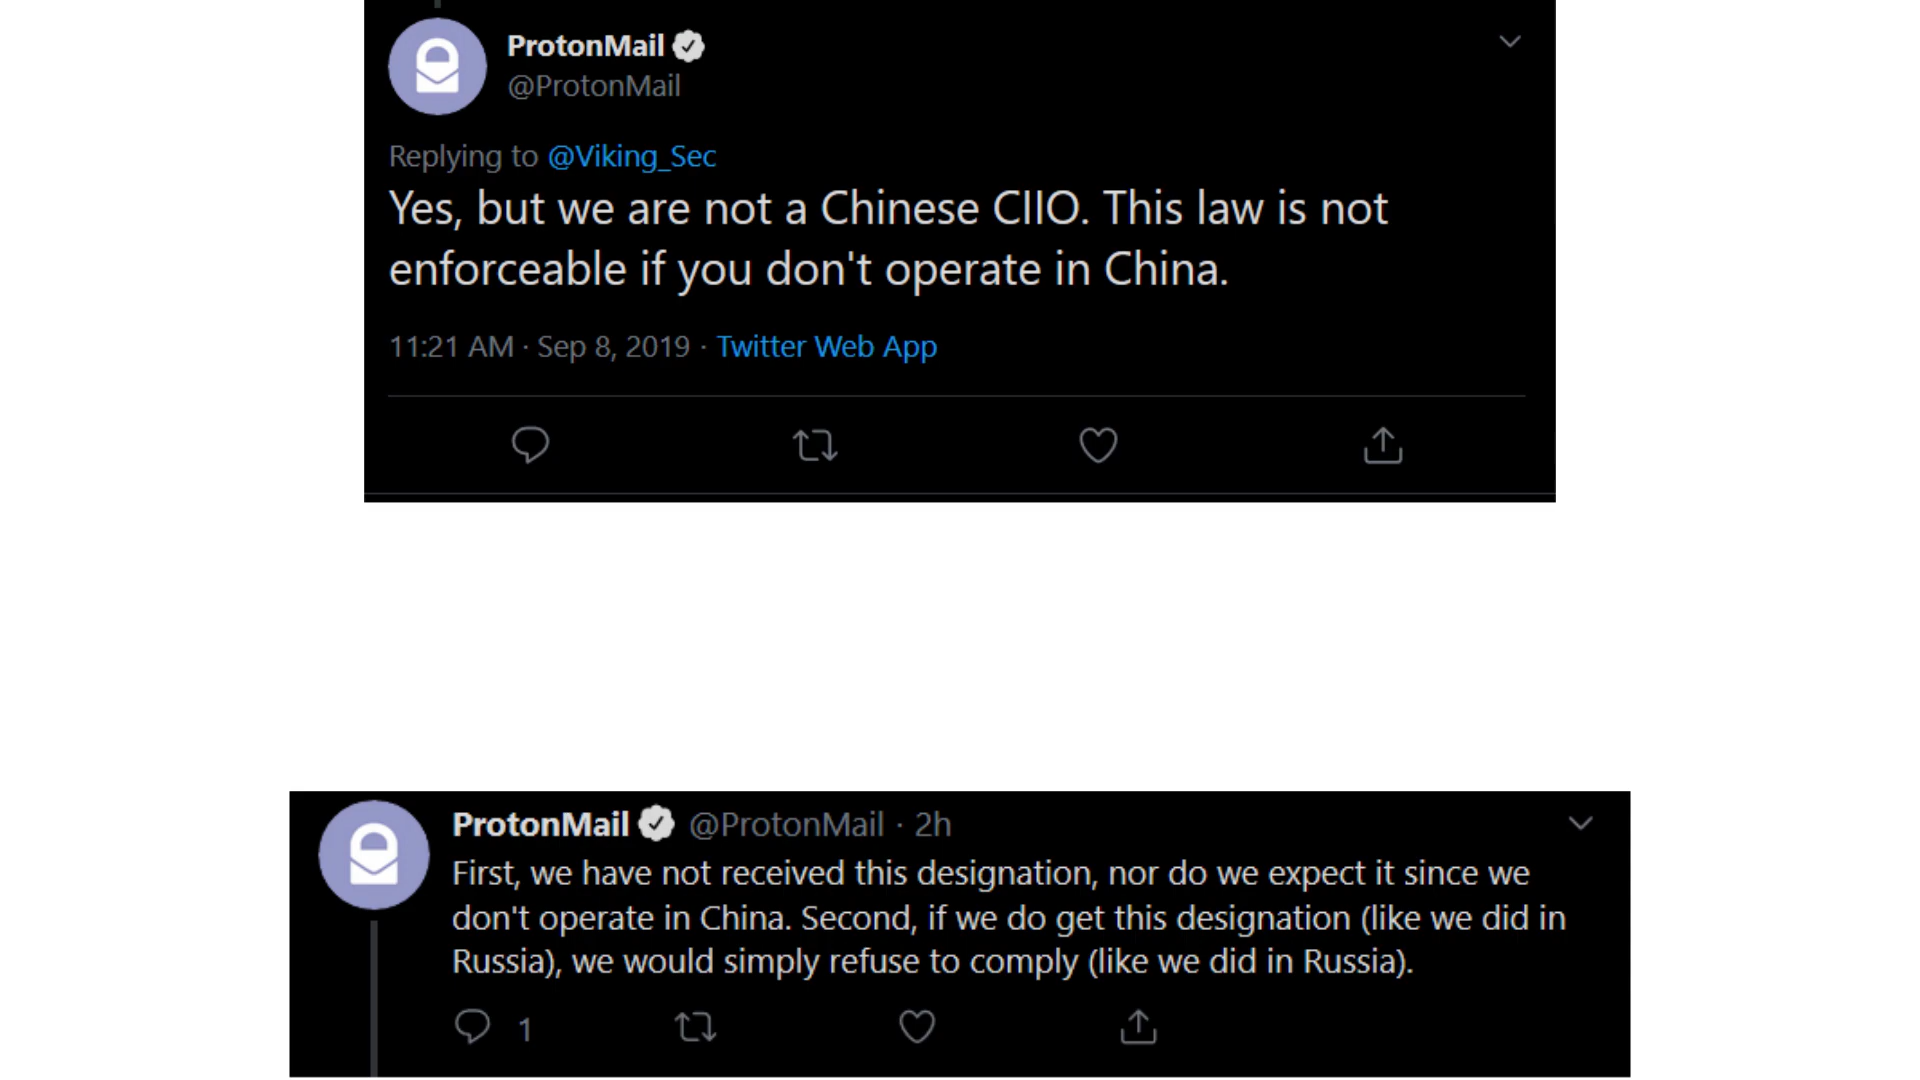 ProtonMail
@ProtonMail
Replying to @Viking_Sec
Yes, but we are not a Chinese CIIO. This law is not
enforceable if you don't operate in China.
11:21 AM · Sep 8, 2019 · Twitter Web App
ProtonMail @ProtonMail · 2h
First, we have not received this designation, nor do we expect it since we
don't operate in China. Second, if we do get this designation (like we did in
Russia), we would simply refuse to comply (like we did in Russia).
1